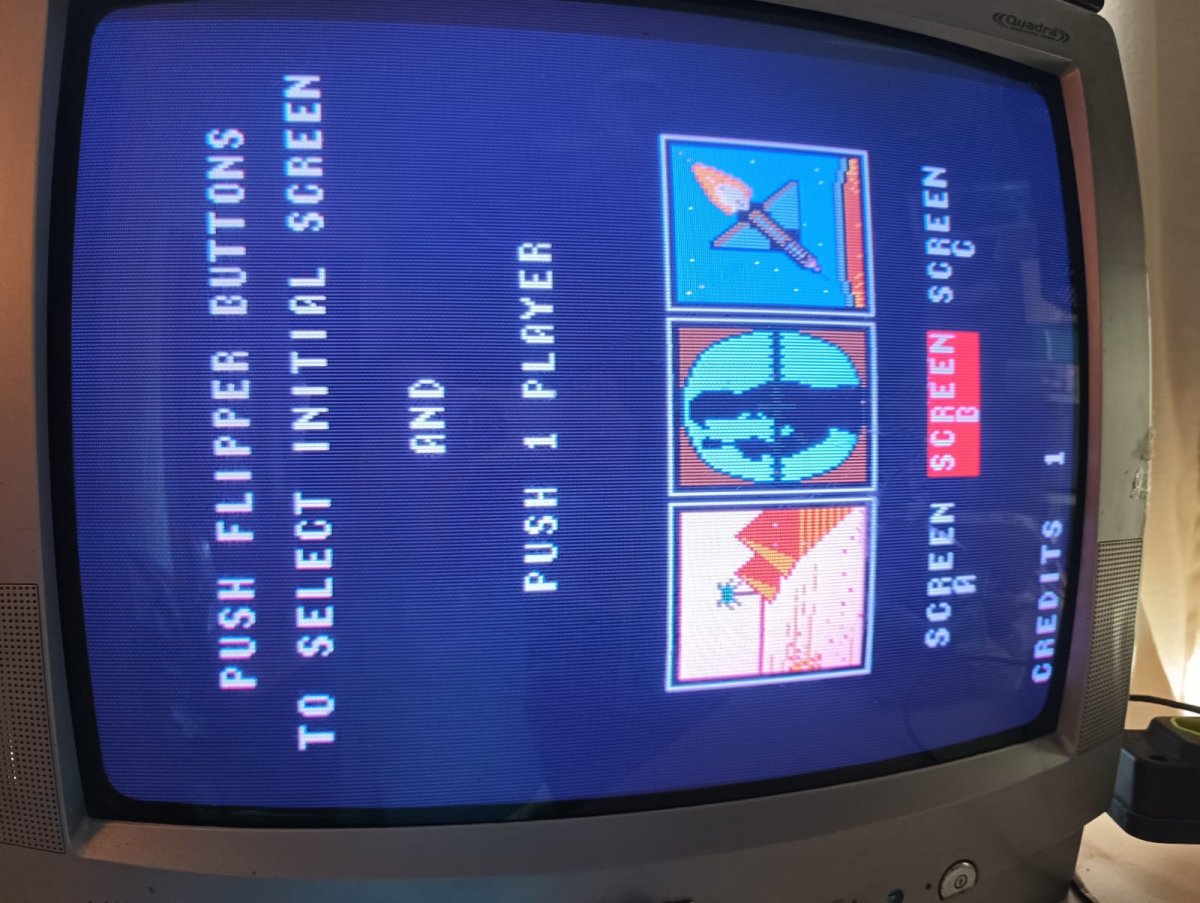 Quadra
PUSH FLIPPER BUTTONS
TO SELECT INITIAL SCREEN
AND
PUSH 1 PLAYER
SCREEN A
SCREEN B
SCREEN C
CREDITS 1